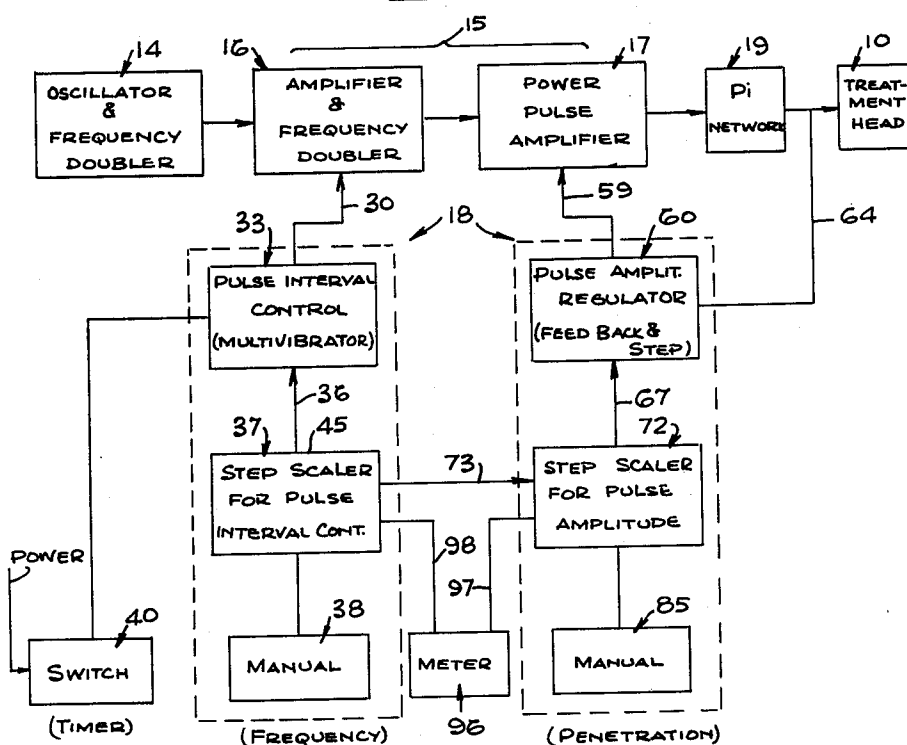 15
14
16
17
19
10
OSCILLATOR
&
FREQUENCY
DOUBLER
AMPLIFIER
&
FREQUENCY
DOUBLER
POWER
PULSE
AMPLIFIER
Pi
NETWORK
TREAT-
MENT
HEAD
30
59
64
33
18
60
PULSE INTERVAL
CONTROL
(MULTIVIBRATOR)
PULSE AMPLIT.
REGULATOR
(FEED BACK &
STEP)
36
67
37
45
73
72
STEP SCALER
FOR PULSE
INTERVAL CONT.
STEP SCALER
FOR PULSE
AMPLITUDE
98
97
POWER
40
38
85
SWITCH
MANUAL
METER
MANUAL
96
(TIMER)
(FREQUENCY)
(PENETRATION)